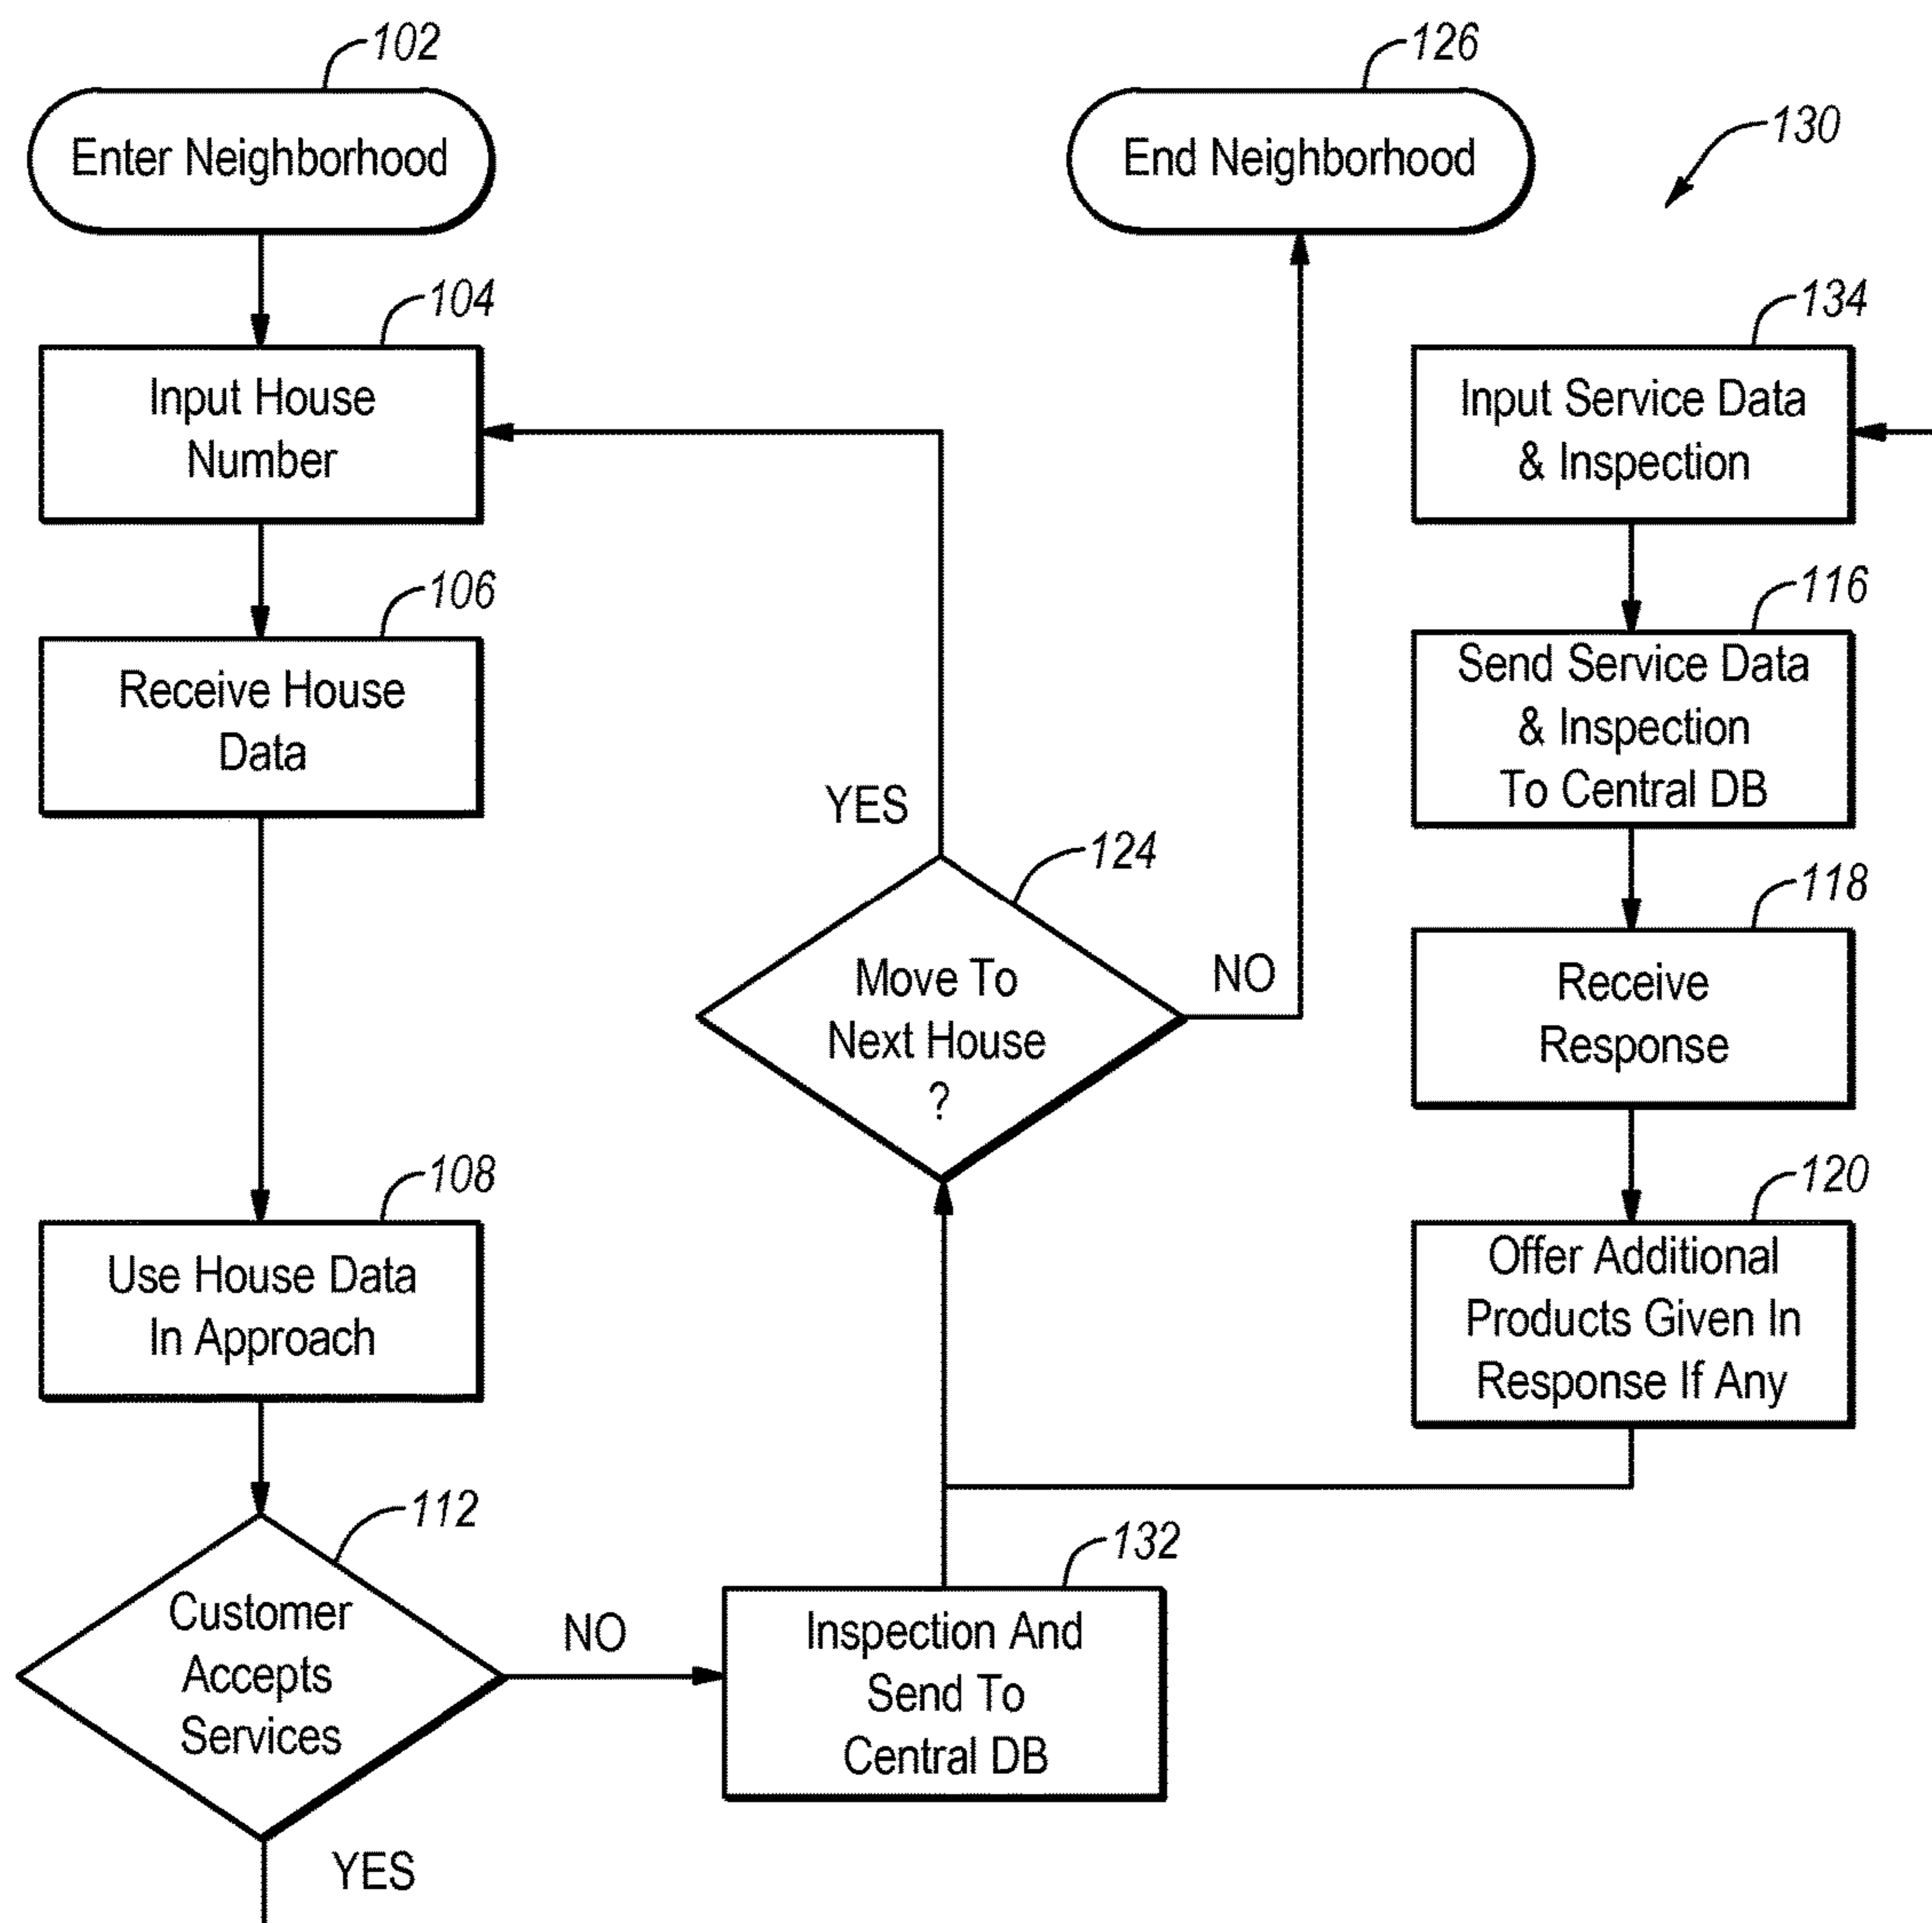 102
Enter Neighborhood
104
Input House
Number
106
Receive House
Data
108
Use House Data
In Approach
112
Customer
Accepts
Services
YES
NO
132
Inspection And
Send To
Central DB
124
Move To
Next House
?
YES
NO
126
End Neighborhood
130
134
Input Service Data
& Inspection
116
Send Service Data
& Inspection
To Central DB
118
Receive
Response
120
Offer Additional
Products Given In
Response If Any